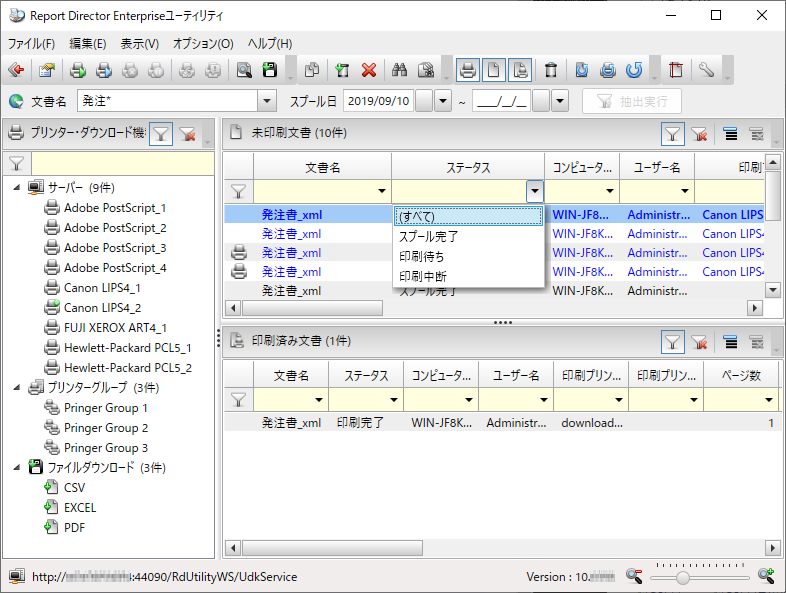 Report Director Enterpriseユーティリティ
ファイル(F) 編集(E) 表示(V) オプション(O) ヘルプ(H)
文書名 発注* スプール日 2019/09/10 ~ ___/__/__ 抽出実行
プリンター・ダウンロード機
サーバー (9件)
Adobe PostScript_1
Adobe PostScript_2
Adobe PostScript_3
Adobe PostScript_4
Canon LIPS4_1
Canon LIPS4_2
FUJI XEROX ART4_1
Hewlett-Packard PCL5_1
Hewlett-Packard PCL5_2
プリンターグループ (3件)
Pringer Group 1
Pringer Group 2
Pringer Group 3
ファイルダウンロード (3件)
CSV
EXCEL
PDF
未印刷文書 (10件)
文書名 ステータス コンピュータ... ユーザー名 印刷
(すべて)
スプール完了
印刷待ち
印刷中断
発注書_xml WIN-JF8... Administr... Canon LIPS
発注書_xml WIN-JF8K... Administr... Canon LIPS4
発注書_xml WIN-JF8K... Administr... Canon LIPS4
発注書_xml WIN-JF8K... Administr... Canon LIPS4
発注書_xml スプール完了 WIN-JF8K... Administr...
印刷済み文書 (1件)
文書名 ステータス コンピュータ... ユーザー名 印刷プリン... 印刷プリン... ページ数
発注書_xml 印刷完了 WIN-JF8K... Administr... download... 1
http:// :44090/RdUtilityWS/UdkService Version : 10.